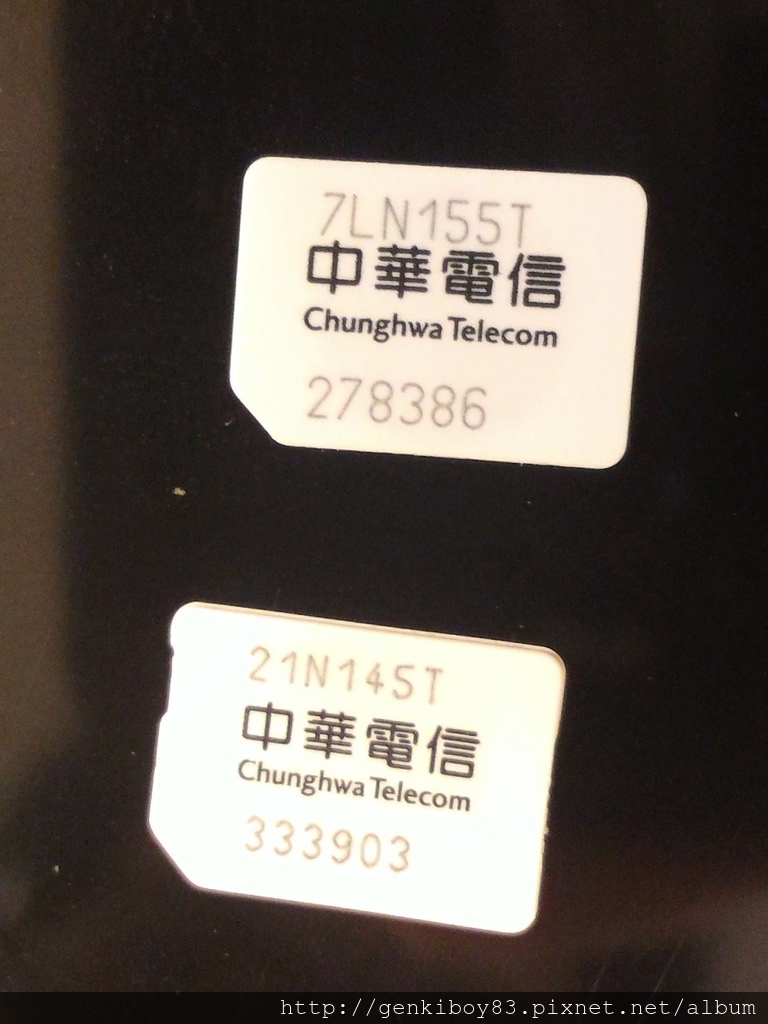 7LN155T
中華電信
Chunghwa Telecom
278386
21N145T
中華電信
Chunghwa Telecom
333903
http://genkiboy83.pixnet.net/album